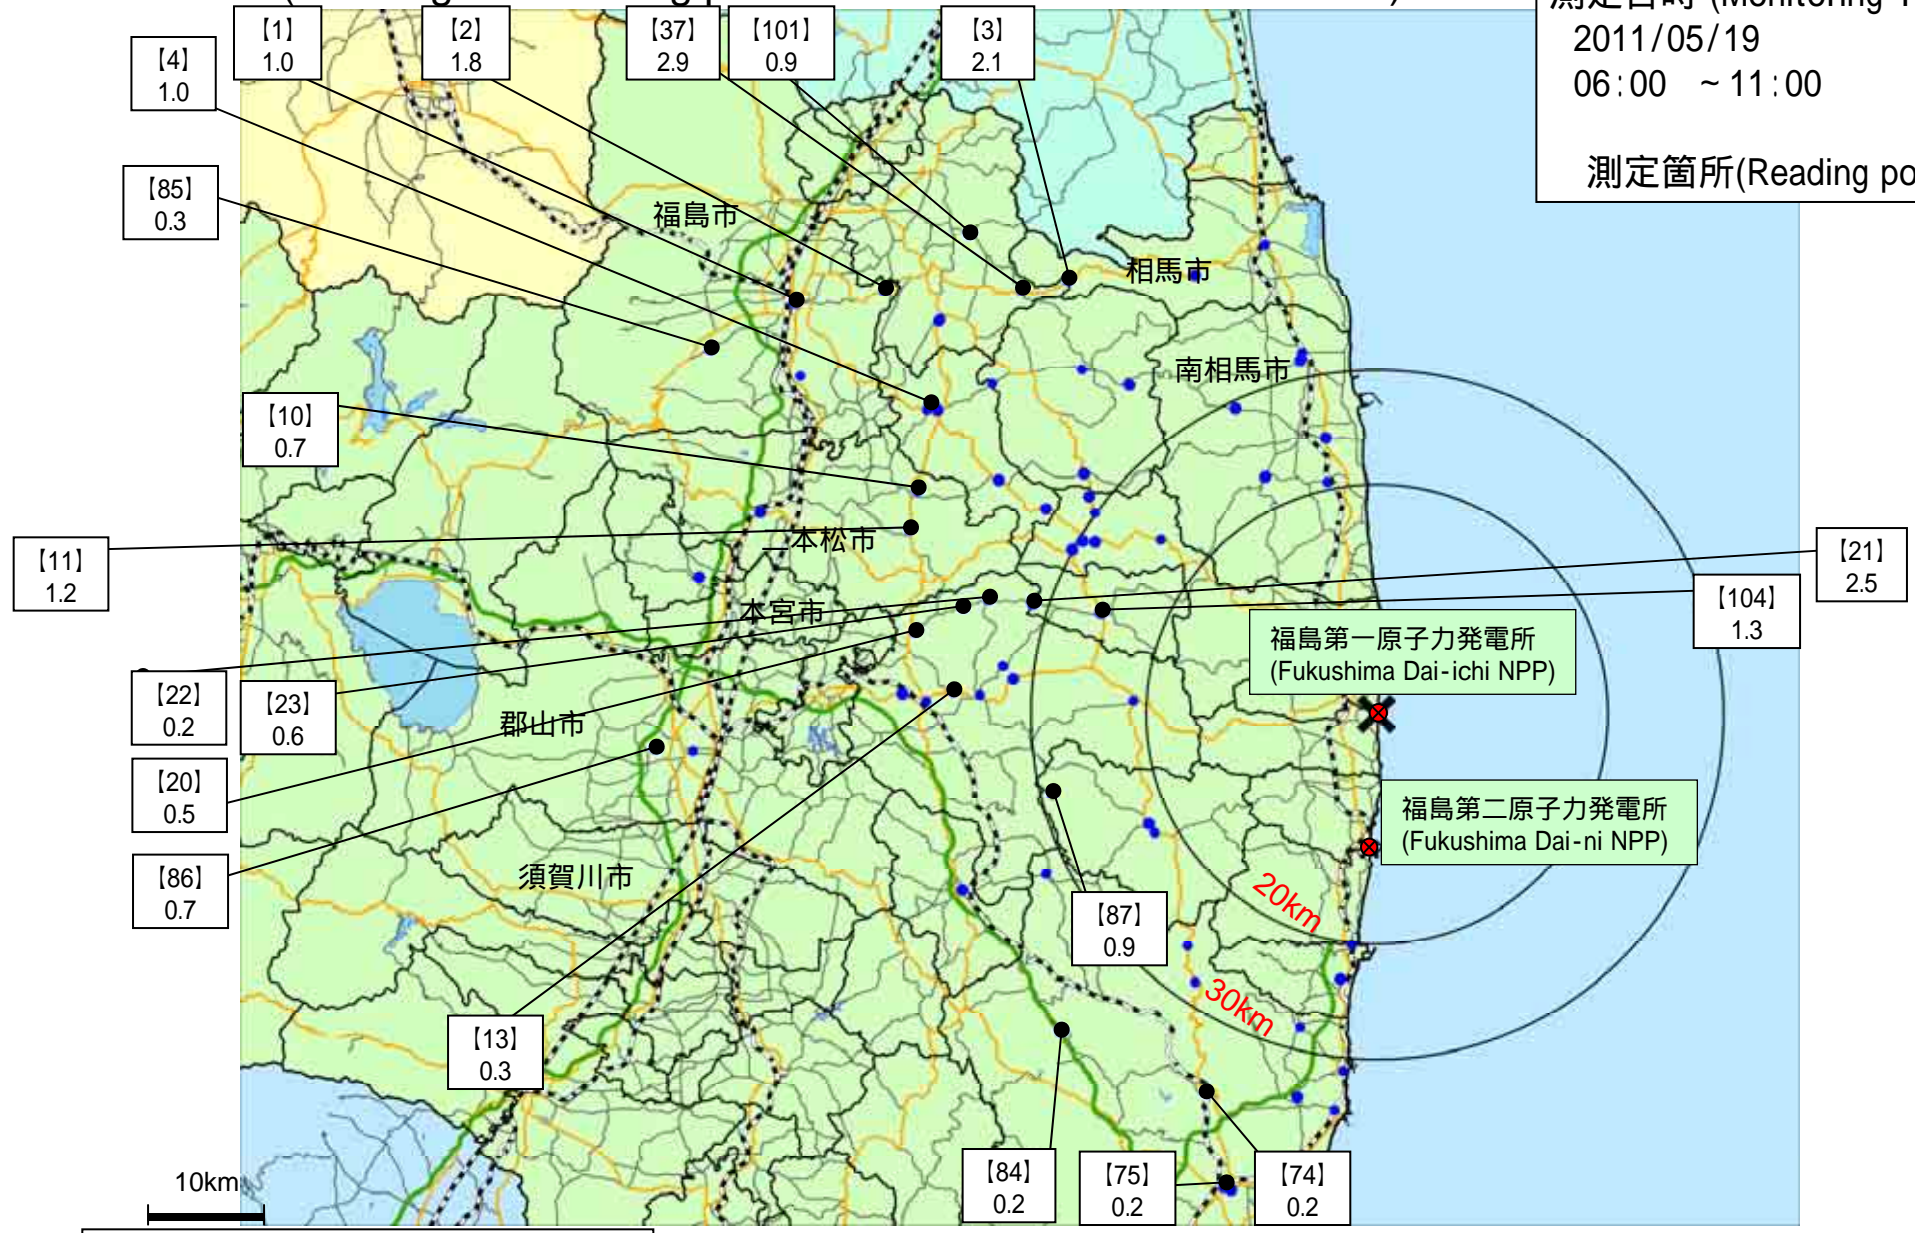 測定日時 (Monitoring
2011/05/19
06:00 ~ 11:00
測定箇所(Reading po
【1】
1.0
【2】
1.8
【37】
2.9
【101】
0.9
【3】
2.1
【4】
1.0
【85】
0.3
福島市
相馬市
南相馬市
【10】
0.7
【11】
1.2
二本松市
本宮市
【21】
2.5
【104】
1.3
福島第一原子力発電所
(Fukushima Dai-ichi NPP)
【22】
0.2
【23】
0.6
郡山市
【20】
0.5
福島第二原子力発電所
(Fukushima Dai-ni NPP)
【86】
0.7
須賀川市
20km
【87】
0.9
30km
【13】
0.3
【84】
0.2
【75】
0.2
【74】
0.2
10km